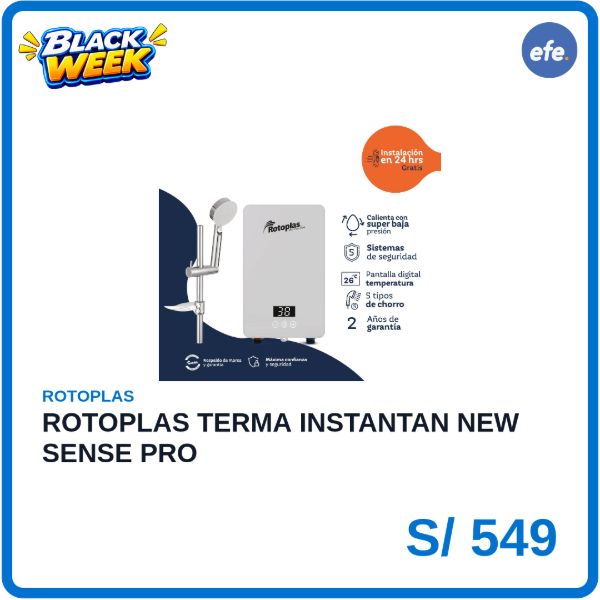 BLACK
WEEK
efe.
Instalación
en 24 hrs
Gratis
Rotoplas
Calienta con
super baja
presión
5
Sistemas
de seguridad
26°C
Pantalla digital
temperatura
5 tipos
de chorro
2 Años de
garantía
38
Respaldo de marca
y garantía
Máxima confianza
y seguridad
ROTOPLAS
ROTOPLAS TERMA INSTANTAN NEW
SENSE PRO
S/ 549